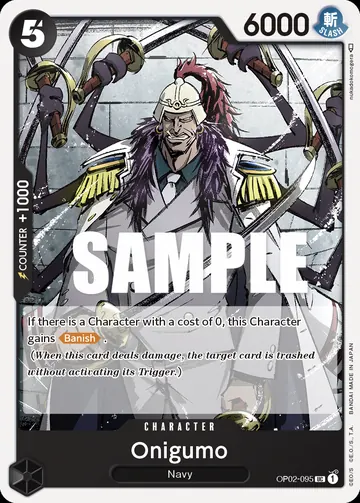 5
6000
斬
SLASH
nukadokemogera
COUNTER +1000
SAMPLE
If there is a Character with a cost of 0, this Character
gains Banish.
(When this card deals damage, the target card is trashed
without activating its Trigger.)
CHARACTER
Onigumo
Navy
OP02-095 UC 1
BANDAI MADE IN JAPAN